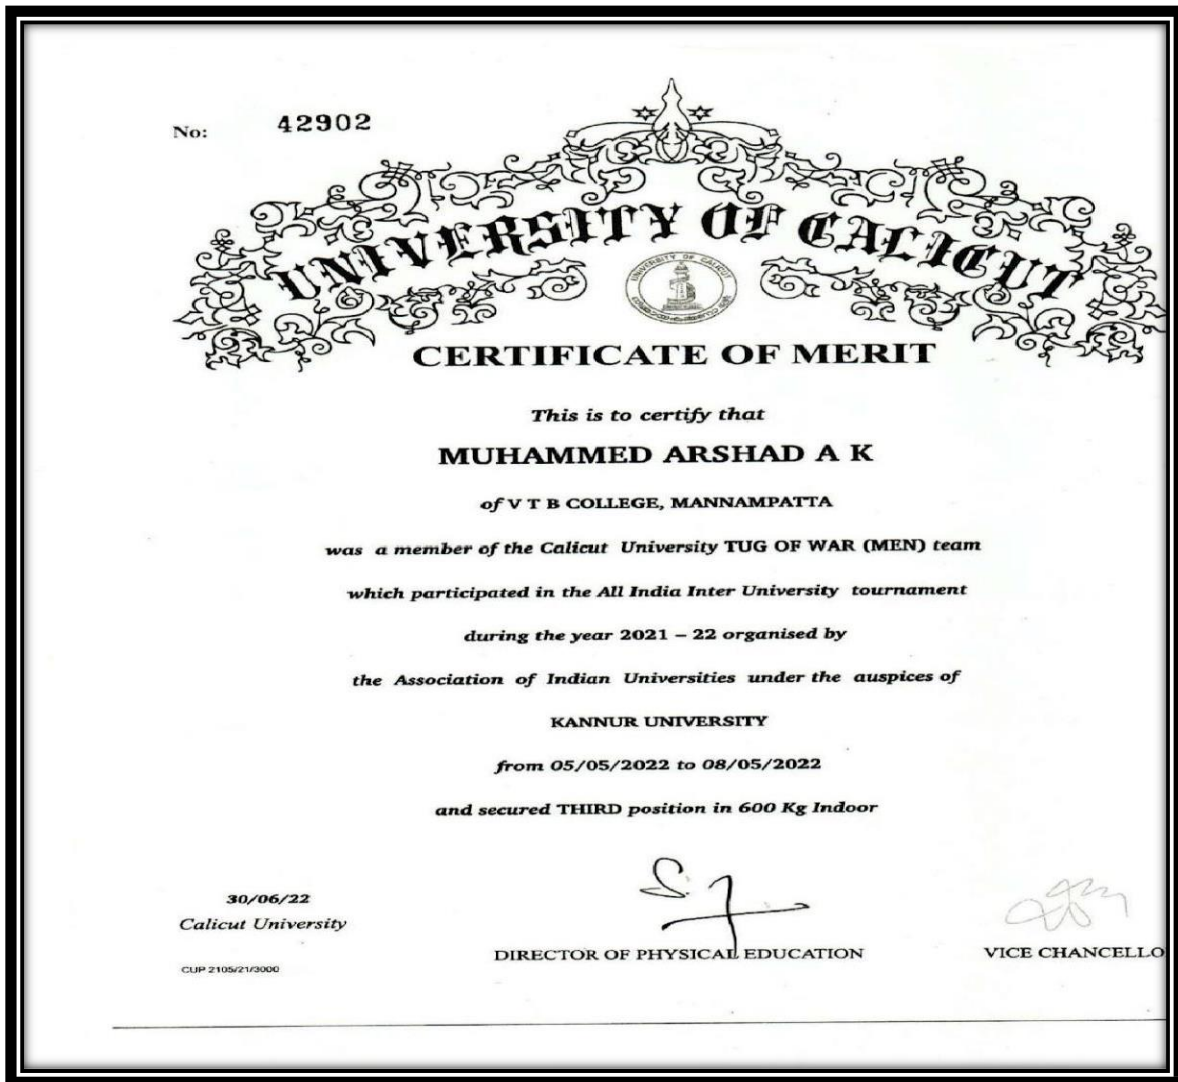 No: 42902
UNIVERSITY OF CALICUT
UNIVERSITY OF CALICUT
CERTIFICATE OF MERIT
This is to certify that
MUHAMMED ARSHAD A K
of V T B COLLEGE, MANNAMPATTA
was a member of the Calicut University TUG OF WAR (MEN) team
which participated in the All India Inter University tournament
during the year 2021 – 22 organised by
the Association of Indian Universities under the auspices of
KANNUR UNIVERSITY
from 05/05/2022 to 08/05/2022
and secured THIRD position in 600 Kg Indoor
30/06/22
Calicut University
DIRECTOR OF PHYSICAL EDUCATION
VICE CHANCELLO
CUP 2105/21/3000